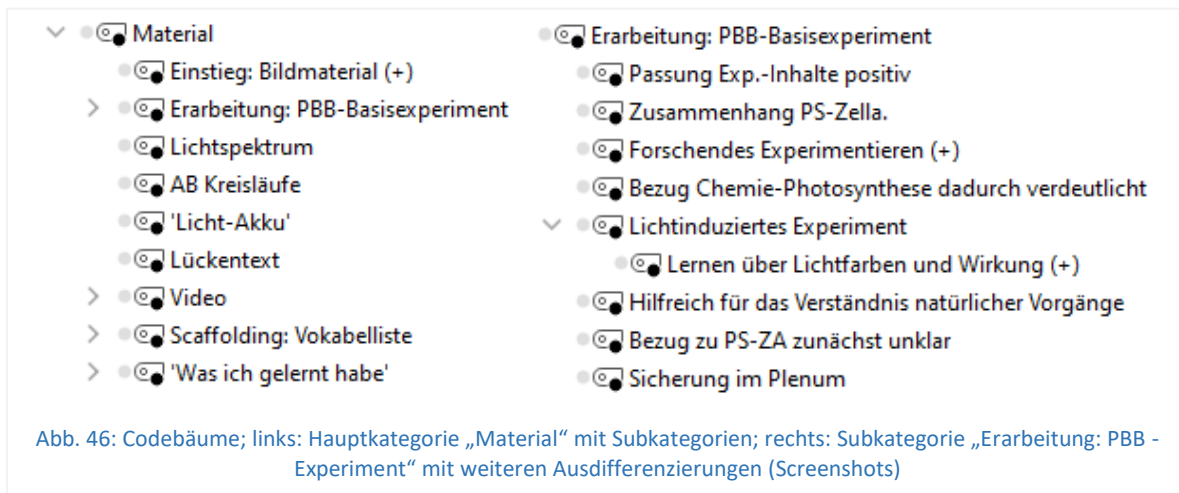 Material
Einstieg: Bildmaterial (+)
Erarbeitung: PBB-Basisexperiment
Lichtspektrum
AB Kreisläufe
'Licht-Akku'
Lückentext
Video
Scaffolding: Vokabelliste
'Was ich gelernt habe'
Erarbeitung: PBB-Basisexperiment
Passung Exp.-Inhalte positiv
Zusammenhang PS-Zella.
Forschendes Experimentieren (+)
Bezug Chemie-Photosynthese dadurch verdeutlicht
Lichtinduziertes Experiment
Lernen über Lichtfarben und Wirkung (+)
Hilfreich für das Verständnis natürlicher Vorgänge
Bezug zu PS-ZA zunächst unklar
Sicherung im Plenum
Abb. 46: Codebäume; links: Hauptkategorie „Material“ mit Subkategorien; rechts: Subkategorie „Erarbeitung: PBB -
Experiment“ mit weiteren Ausdifferenzierungen (Screenshots)